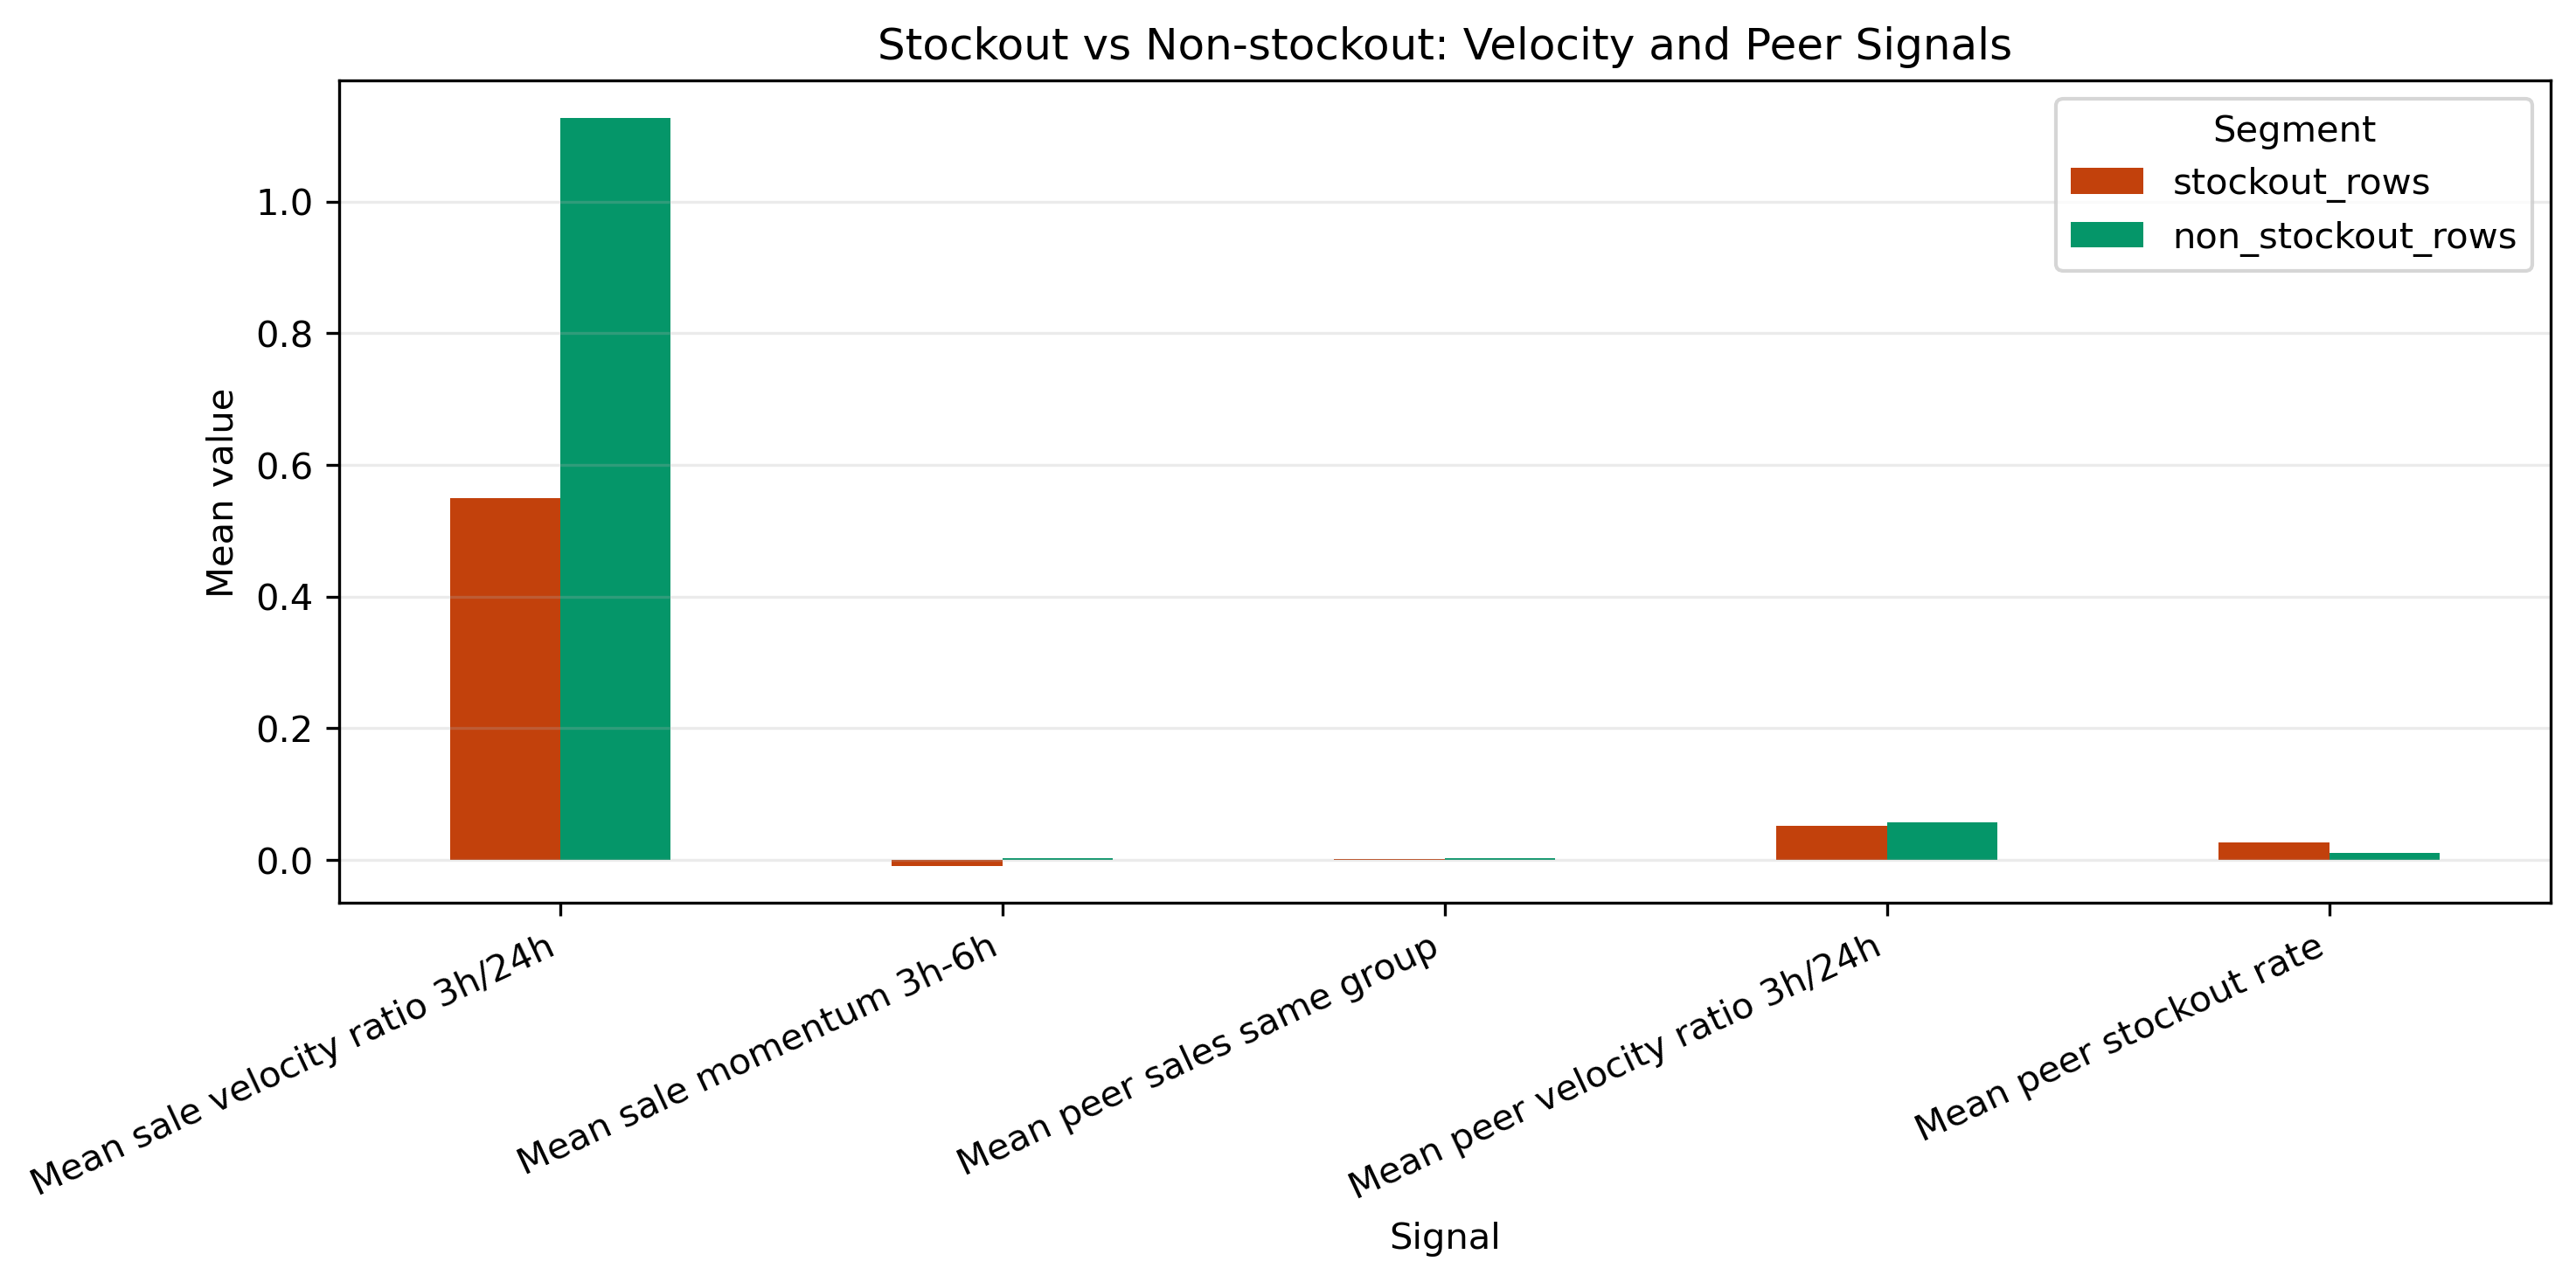 Stockout vs Non-stockout: Velocity and Peer Signals
Segment
stockout_rows
non_stockout_rows
Mean value
1.0
0.8
0.6
0.4
0.2
0.0
Mean sale velocity ratio 3h/24h
Mean sale momentum 3h-6h
Mean peer sales same group
Mean peer velocity ratio 3h/24h
Mean peer stockout rate
Signal